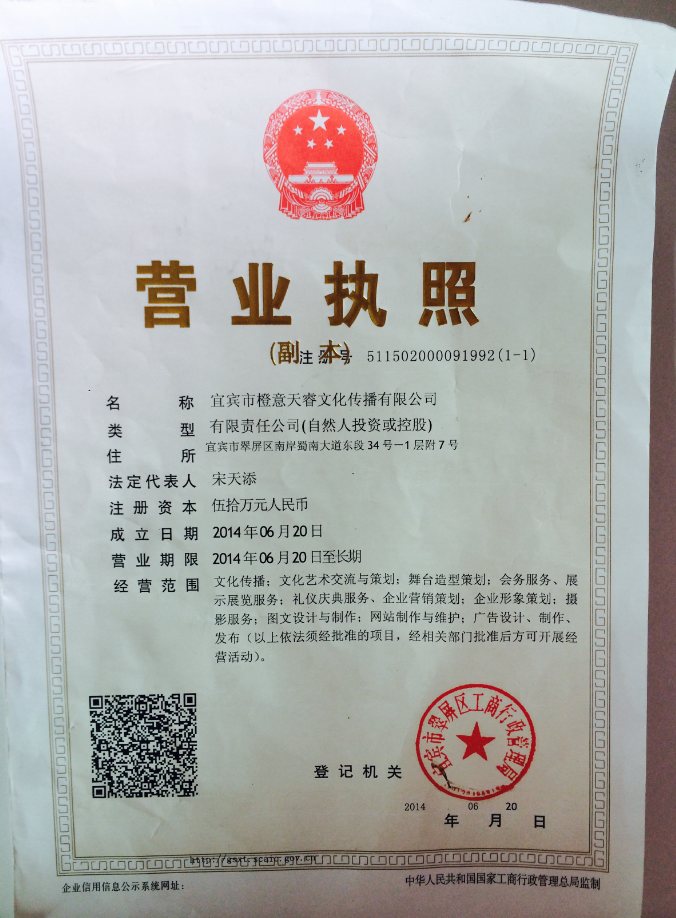 营业执照
(副 本)
注册号 511502000091992(1-1)
名 称 宜宾市橙意天睿文化传播有限公司
类 型 有限责任公司(自然人投资或控股)
住 所 宜宾市翠屏区南岸蜀南大道东段34号一1层附7号
法定代表人 宋天添
注册资本 伍拾万元人民币
成立日期 2014年06月20日
营业期限 2014年06月20日至长期
经营范围 文化传播；文化艺术交流与策划；舞台造型策划；会务服务、展
示展览服务；礼仪庆典服务、企业营销策划；企业形象策划；摄
影服务；图文设计与制作；网站制作与维护；广告设计、制作、
发布（以上依法须经批准的项目，经相关部门批准后方可开展经
营活动）。
宜宾市翠屏区工商行政管理局
登记机关
2014 06 20
年 月 日
http://gsxt.scaic.gov.cn
企业信用信息公示系统网址：
中华人民共和国国家工商行政管理总局监制